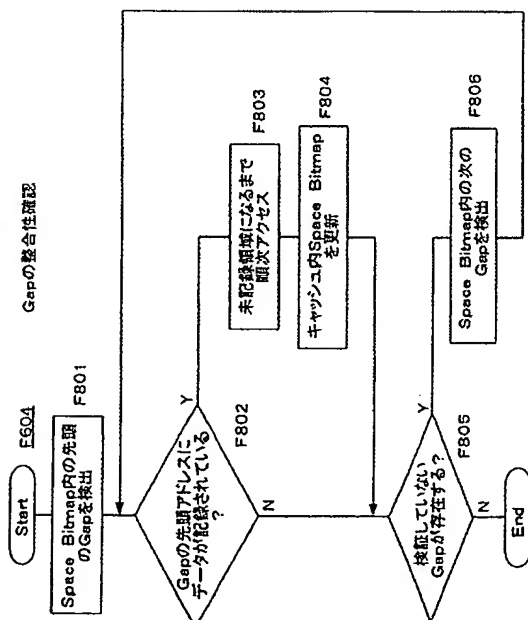 Gapの整合性確認
F604
Start
F801
Space Bitmap内の先頭
のGapを検出
F802
Gapの先頭アドレスに
データが記録されている
?
Y
N
F803
未記録領域になるまで
順次アクセス
F804
キャッシュ内Space Bitmap
を更新
F805
検証していない
Gapが存在する?
Y
N
F806
Space Bitmap内の次の
Gapを検出
End